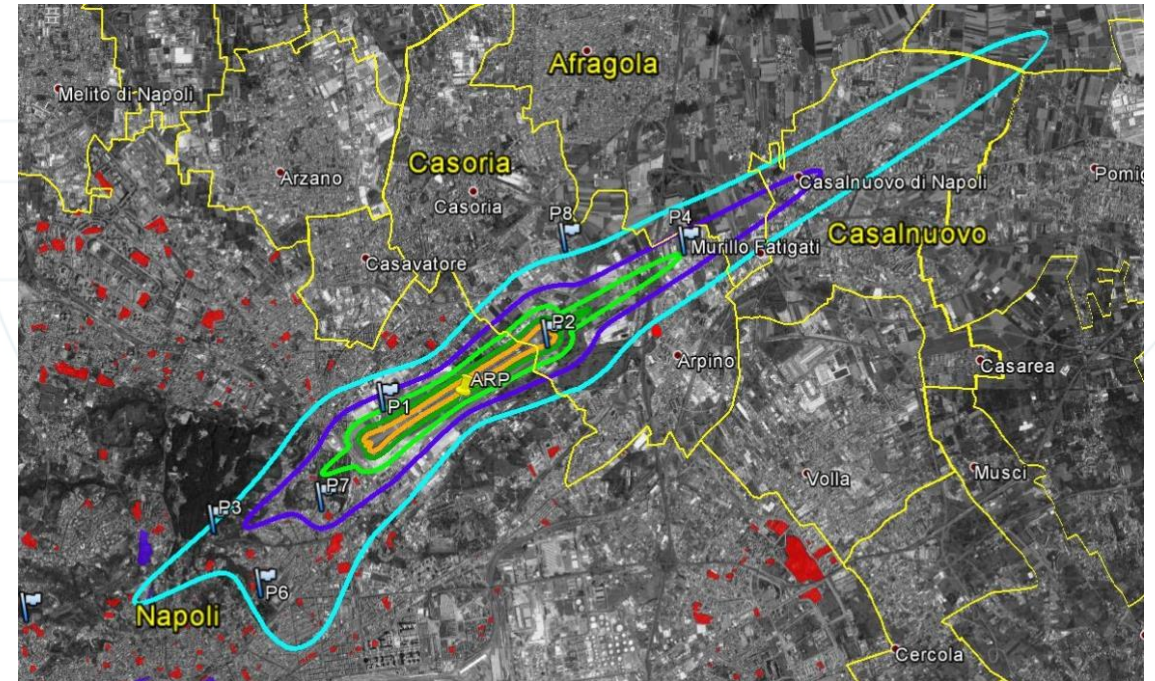 Afragola
Melito di Napoli
Casoria
Arzano
Casalnuovo di Napoli
Pomig
Casoria
P8
P4
Casalnuovo
Murillo Fatigati
Casavatore
P2
Arpino
Casarea
ARP
P1
Volla
Musci
P7
P3
P6
Napoli
Cercola